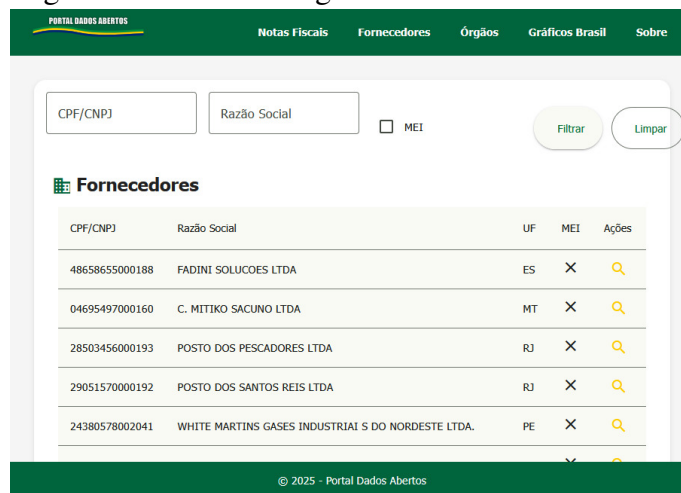 PORTAL DADOS ABERTOS
Notas Fiscais Fornecedores Órgãos Gráficos Brasil Sobre
CPF/CNPJ Razão Social MEI Filtrar Limpar
Fornecedores
CPF/CNPJ Razão Social UF MEI Ações
48658655000188 FADINI SOLUCOES LTDA ES
04695497000160 C. MITIKO SACUNO LTDA MT
28503456000193 POSTO DOS PESCADORES LTDA RJ
29051570000192 POSTO DOS SANTOS REIS LTDA RJ
24380578002041 WHITE MARTINS GASES INDUSTRIAI S DO NORDESTE LTDA. PE
© 2025 - Portal Dados Abertos